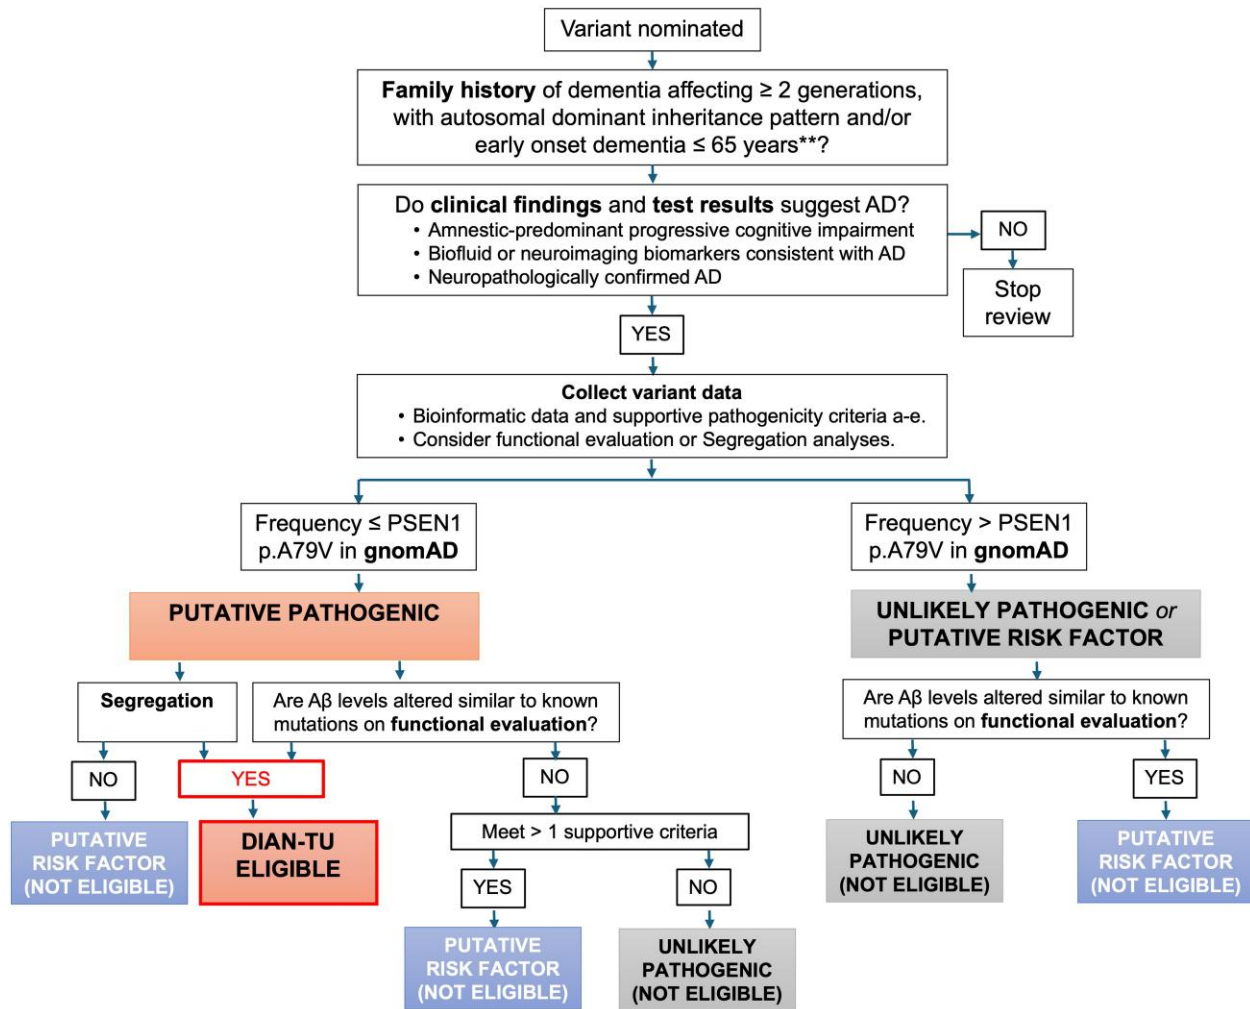 Variant nominated
Family history of dementia affecting ≥ 2 generations,
with autosomal dominant inheritance pattern and/or
early onset dementia ≤ 65 years**?
Do clinical findings and test results suggest AD?
• Amnestic-predominant progressive cognitive impairment
• Biofluid or neuroimaging biomarkers consistent with AD
• Neuropathologically confirmed AD
NO
Stop
review
YES
Collect variant data
• Bioinformatic data and supportive pathogenicity criteria a-e.
• Consider functional evaluation or Segregation analyses.
Frequency ≤ PSEN1
p.A79V in gnomAD
Frequency > PSEN1
p.A79V in gnomAD
PUTATIVE PATHOGENIC
UNLIKELY PATHOGENIC or
PUTATIVE RISK FACTOR
Segregation
Are Aβ levels altered similar to known
mutations on functional evaluation?
Are Aβ levels altered similar to known
mutations on functional evaluation?
NO
YES
NO
NO
YES
PUTATIVE
RISK FACTOR
(NOT ELIGIBLE)
DIAN-TU
ELIGIBLE
Meet > 1 supportive criteria
UNLIKELY
PATHOGENIC
(NOT ELIGIBLE)
PUTATIVE
RISK FACTOR
(NOT ELIGIBLE)
YES
NO
PUTATIVE
RISK FACTOR
(NOT ELIGIBLE)
UNLIKELY
PATHOGENIC
(NOT ELIGIBLE)